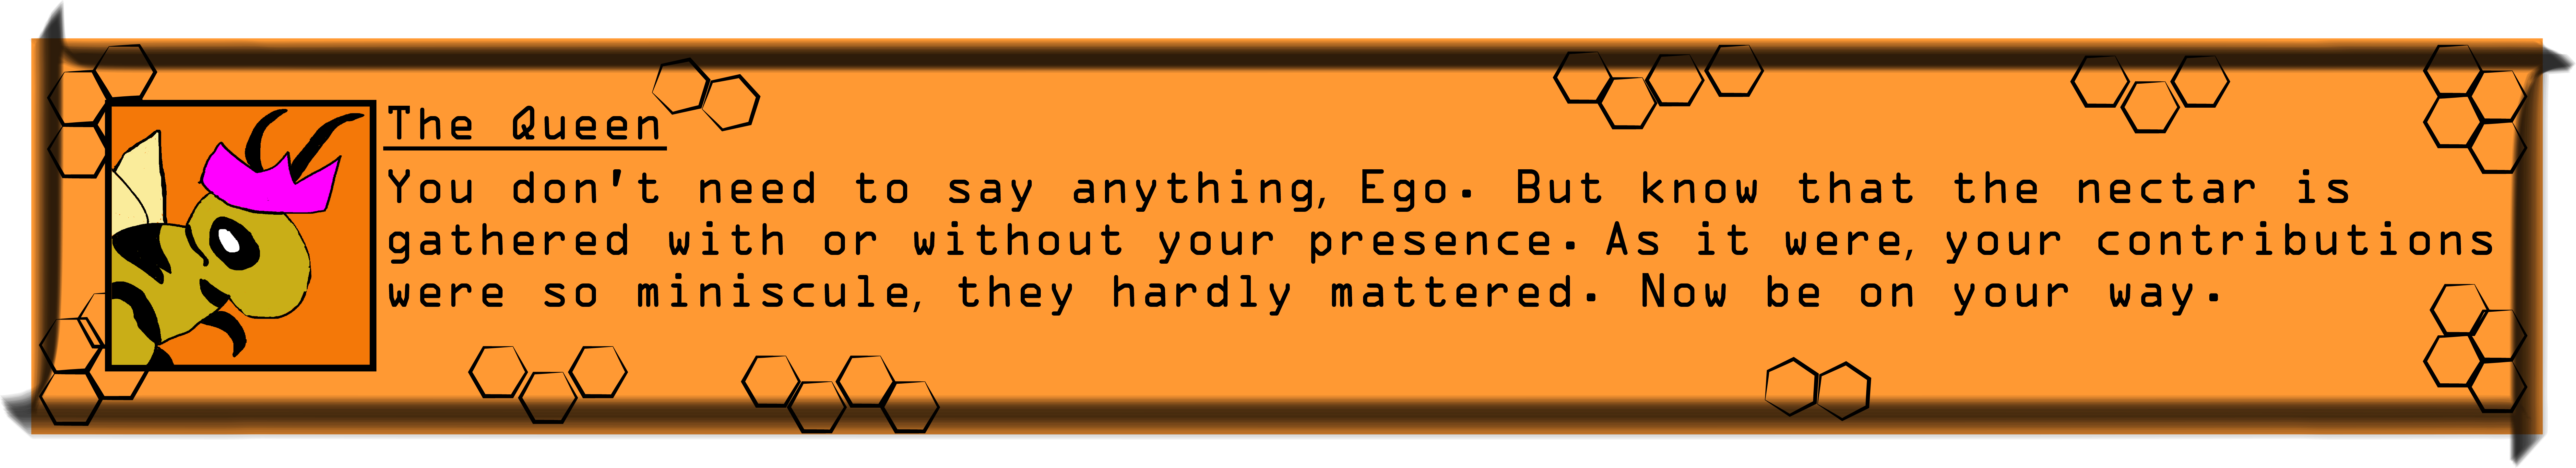 The Queen
You don't need to say anything, Ego. But know that the nectar is
gathered with or without your presence. As it were, your contributions
were so miniscule, they hardly mattered. Now be on your way.